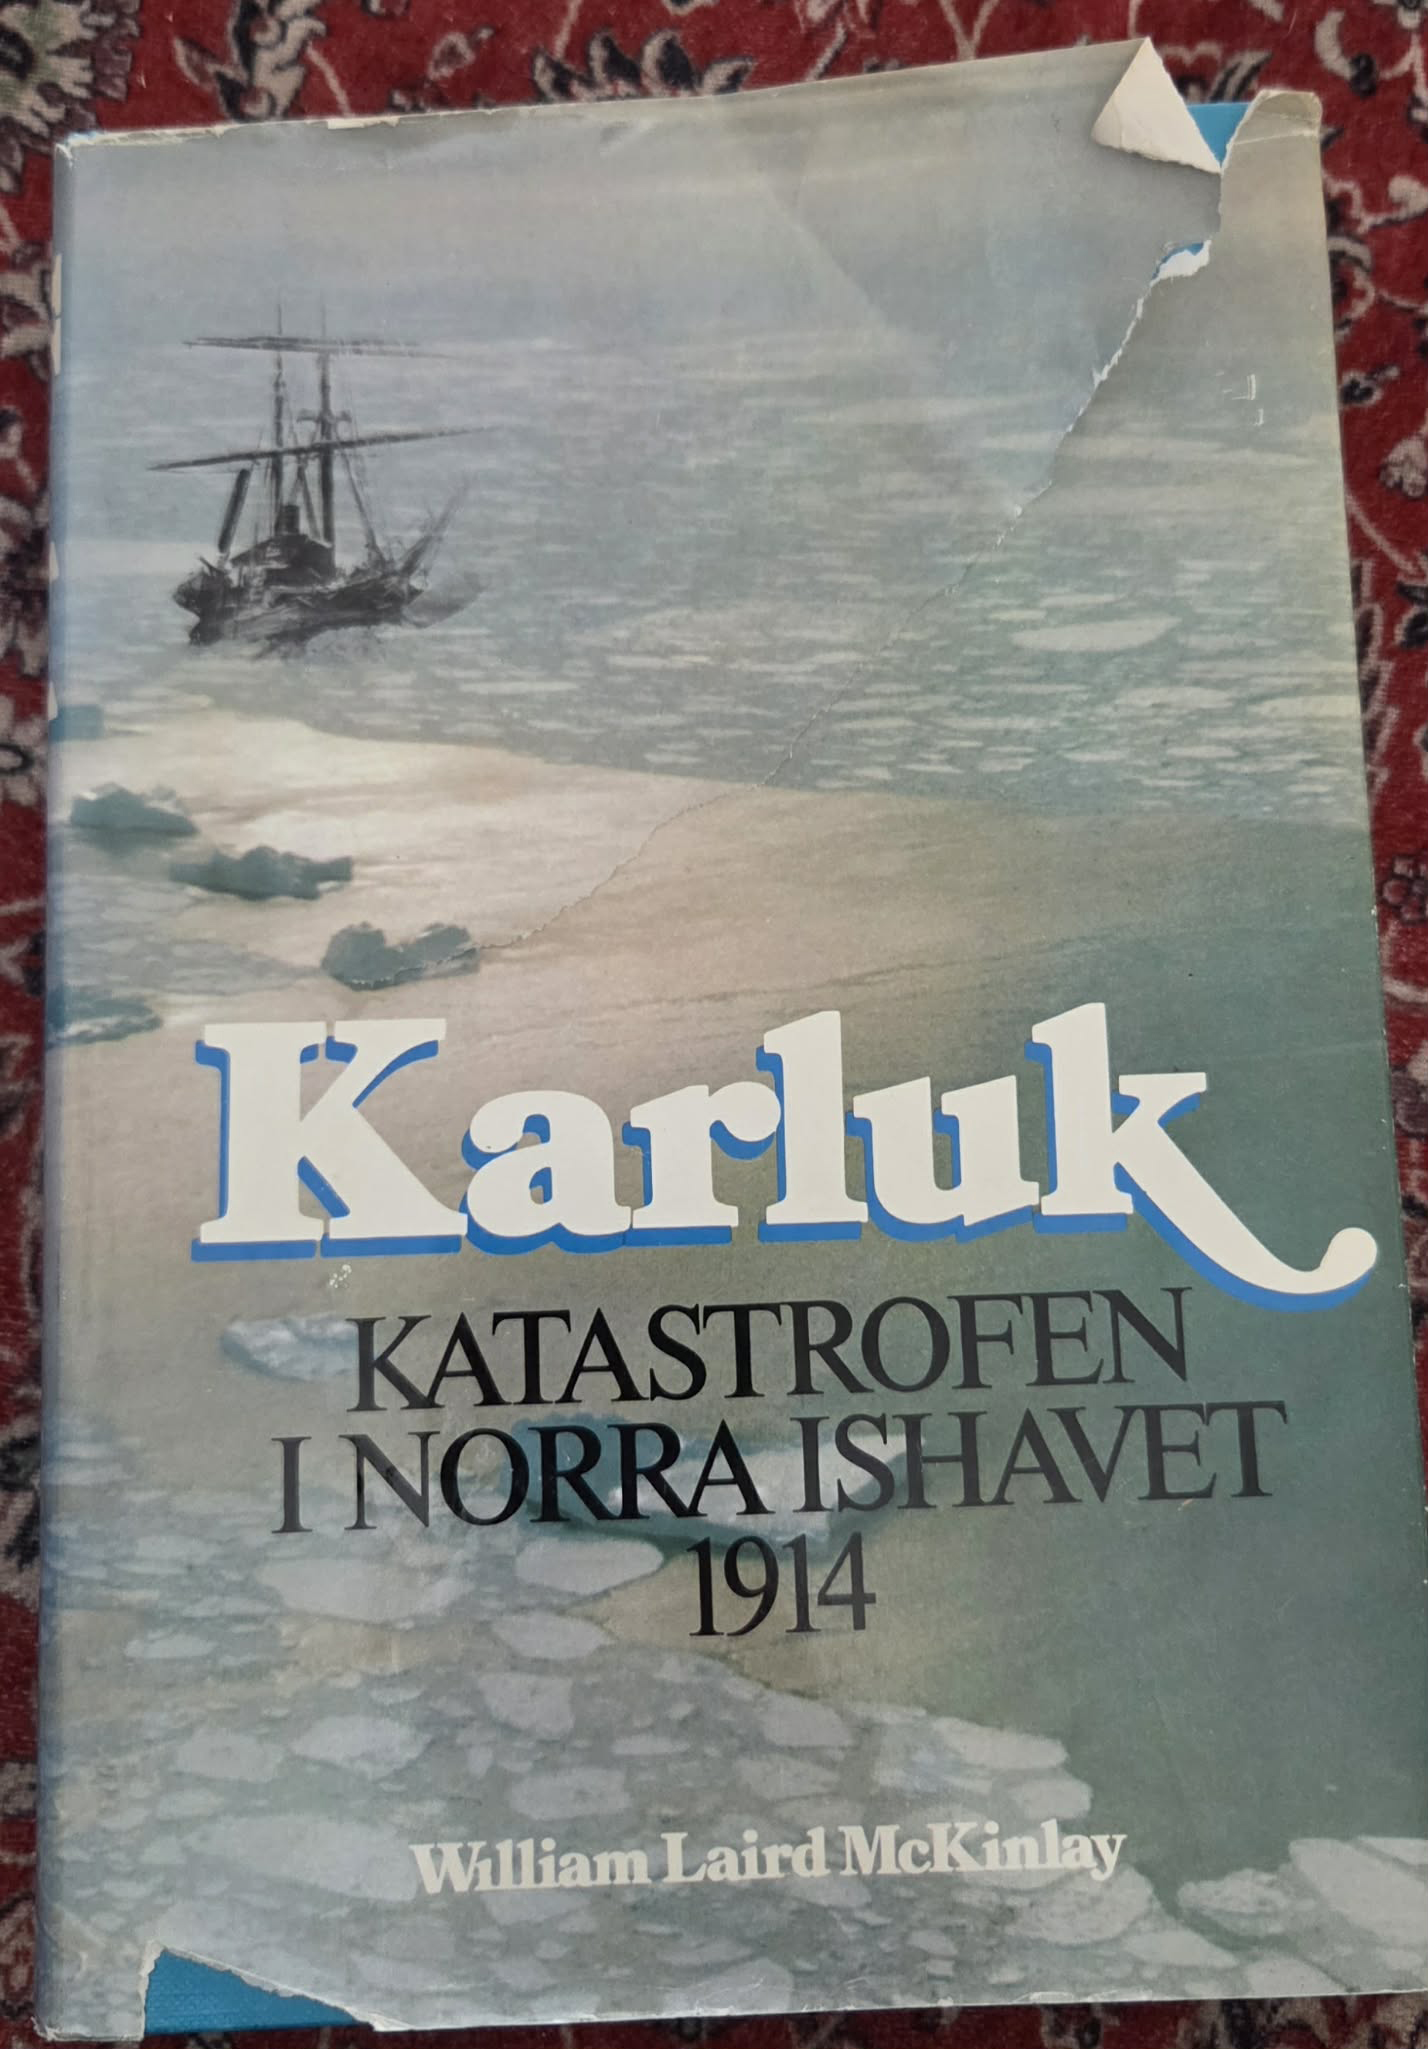 Karluk
KATASTROFEN
I NORRA ISHAVET
1914
William Laird McKinlay